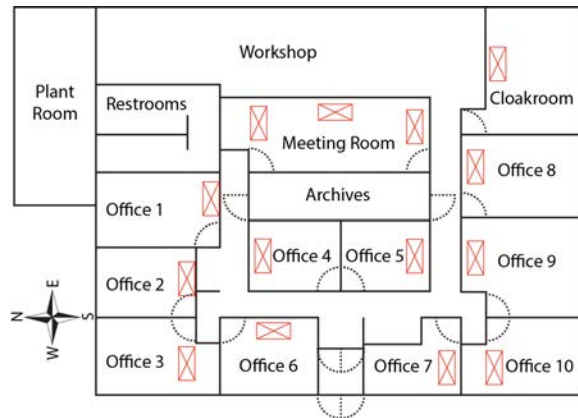 Workshop
Plant
Room
Restrooms
Cloakroom
Meeting Room
Office 8
Archives
Office 1
Office 4
Office 5
Office 9
Office 2
E
N
S
W
Office 3
Office 6
Office 7
Office 10